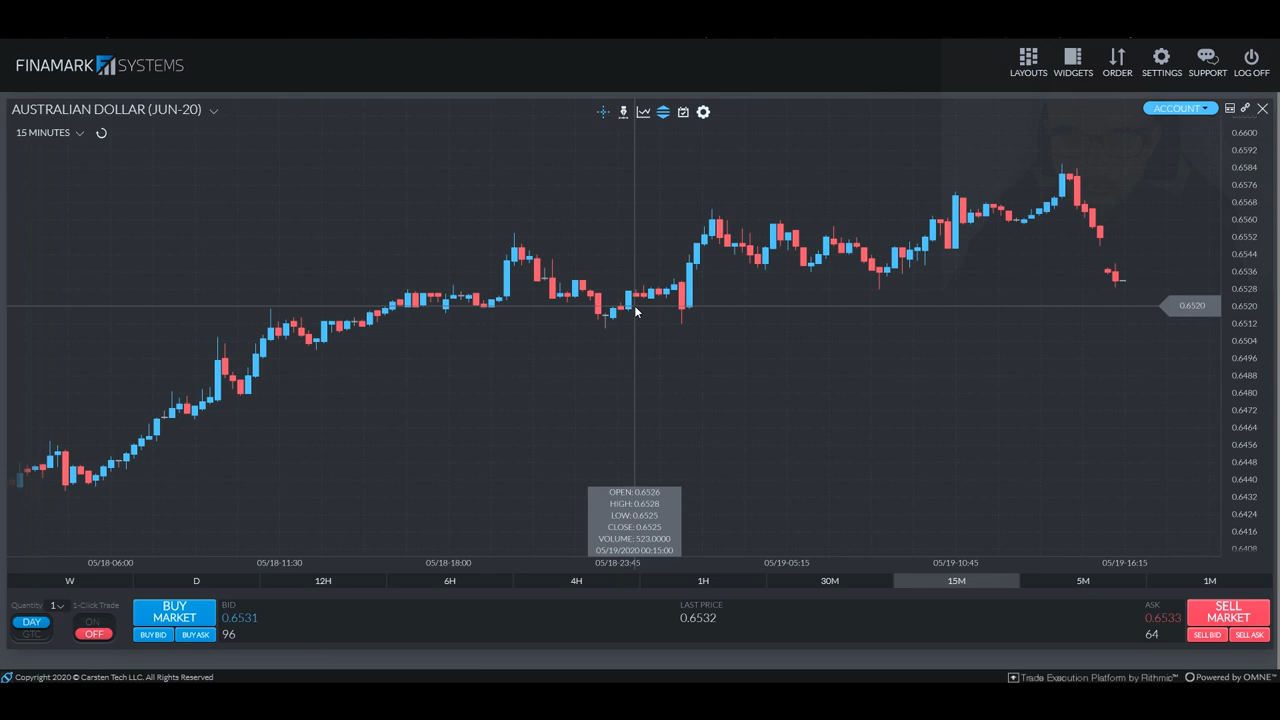 FINAMARK SYSTEMS
LAYOUTS WIDGETS ORDER SETTINGS SUPPORT LOG OFF
AUSTRALIAN DOLLAR (JUN-20)
ACCOUNT
15 MINUTES
0.6600
0.6592
0.6584
0.6576
0.6568
0.6560
0.6552
0.6544
0.6536
0.6528
0.6520
0.6520
0.6512
0.6504
0.6496
0.6488
0.6480
0.6472
0.6464
0.6456
0.6448
0.6440
0.6432
0.6424
0.6416
0.6408
OPEN: 0.6526
HIGH: 0.6528
LOW: 0.6525
CLOSE: 0.6525
VOLUME: 523.0000
05/19/2020 00:15:00
05/18-06:00 05/18-11:30 05/18-18:00 05/18-23:45 05/19-05:15 05/19-10:45 05/19-16:15
W D 12H 6H 4H 1H 30M 15M 5M 1M
Quantity 1 1-Click Trade
DAY
GTC
ON
OFF
BUY MARKET
BUY BID BUY ASK
BID
0.6531
96
LAST PRICE
0.6532
ASK
0.6533
64
SELL MARKET
SELL BID SELL ASK
Copyright 2020 © Carsten Tech LLC. All Rights Reserved
Trade Execution Platform by Rithmic™ Powered by OMNE™